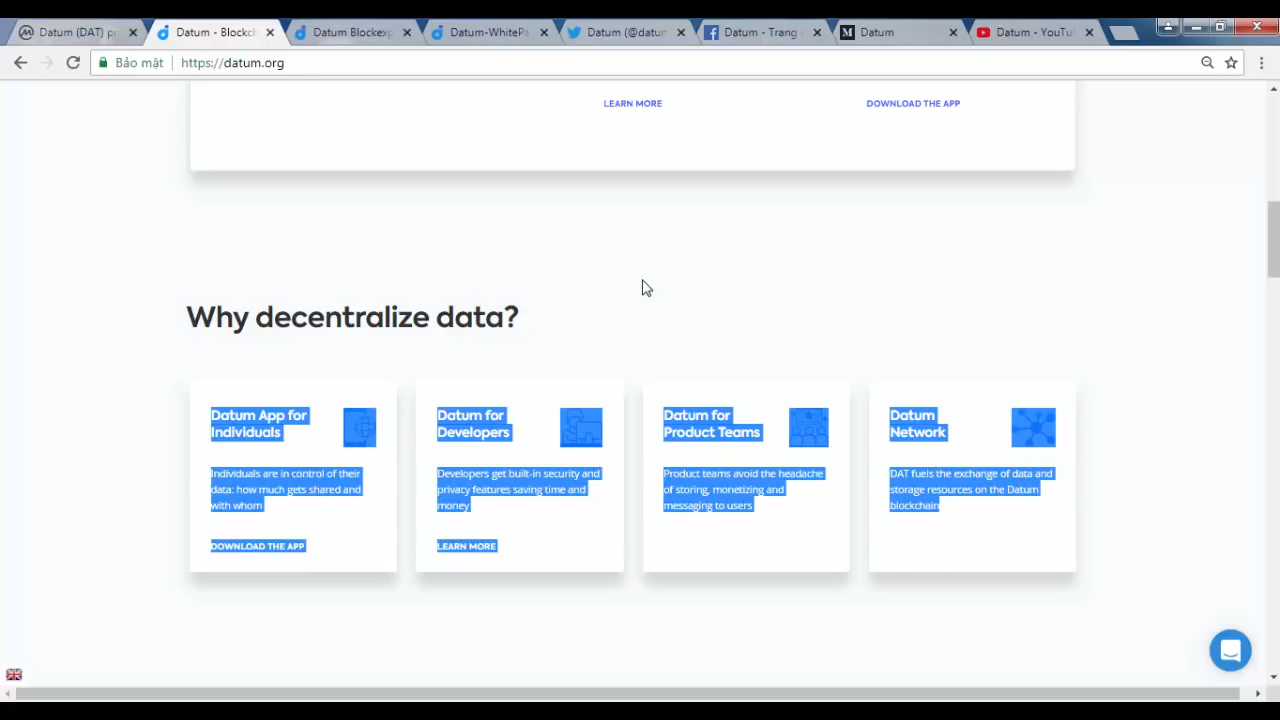 Datum (DAT) p
Datum - Blockch
Datum Blockexp
Datum-WhitePa
Datum (@datum
Datum - Trang
Datum
Datum - YouTu
Bảo mật
https://datum.org
LEARN MORE
DOWNLOAD THE APP
Why decentralize data?
Datum App for
Individuals
Individuals are in control of their
data: how much gets shared and
with whom
DOWNLOAD THE APP
Datum for
Developers
Developers get built-in security and
privacy features saving time and
money
LEARN MORE
Datum for
Product Teams
Product teams avoid the headache
of storing, monetizing and
messaging to users
Datum
Network
DAT fuels the exchange of data and
storage resources on the Datum
blockchain